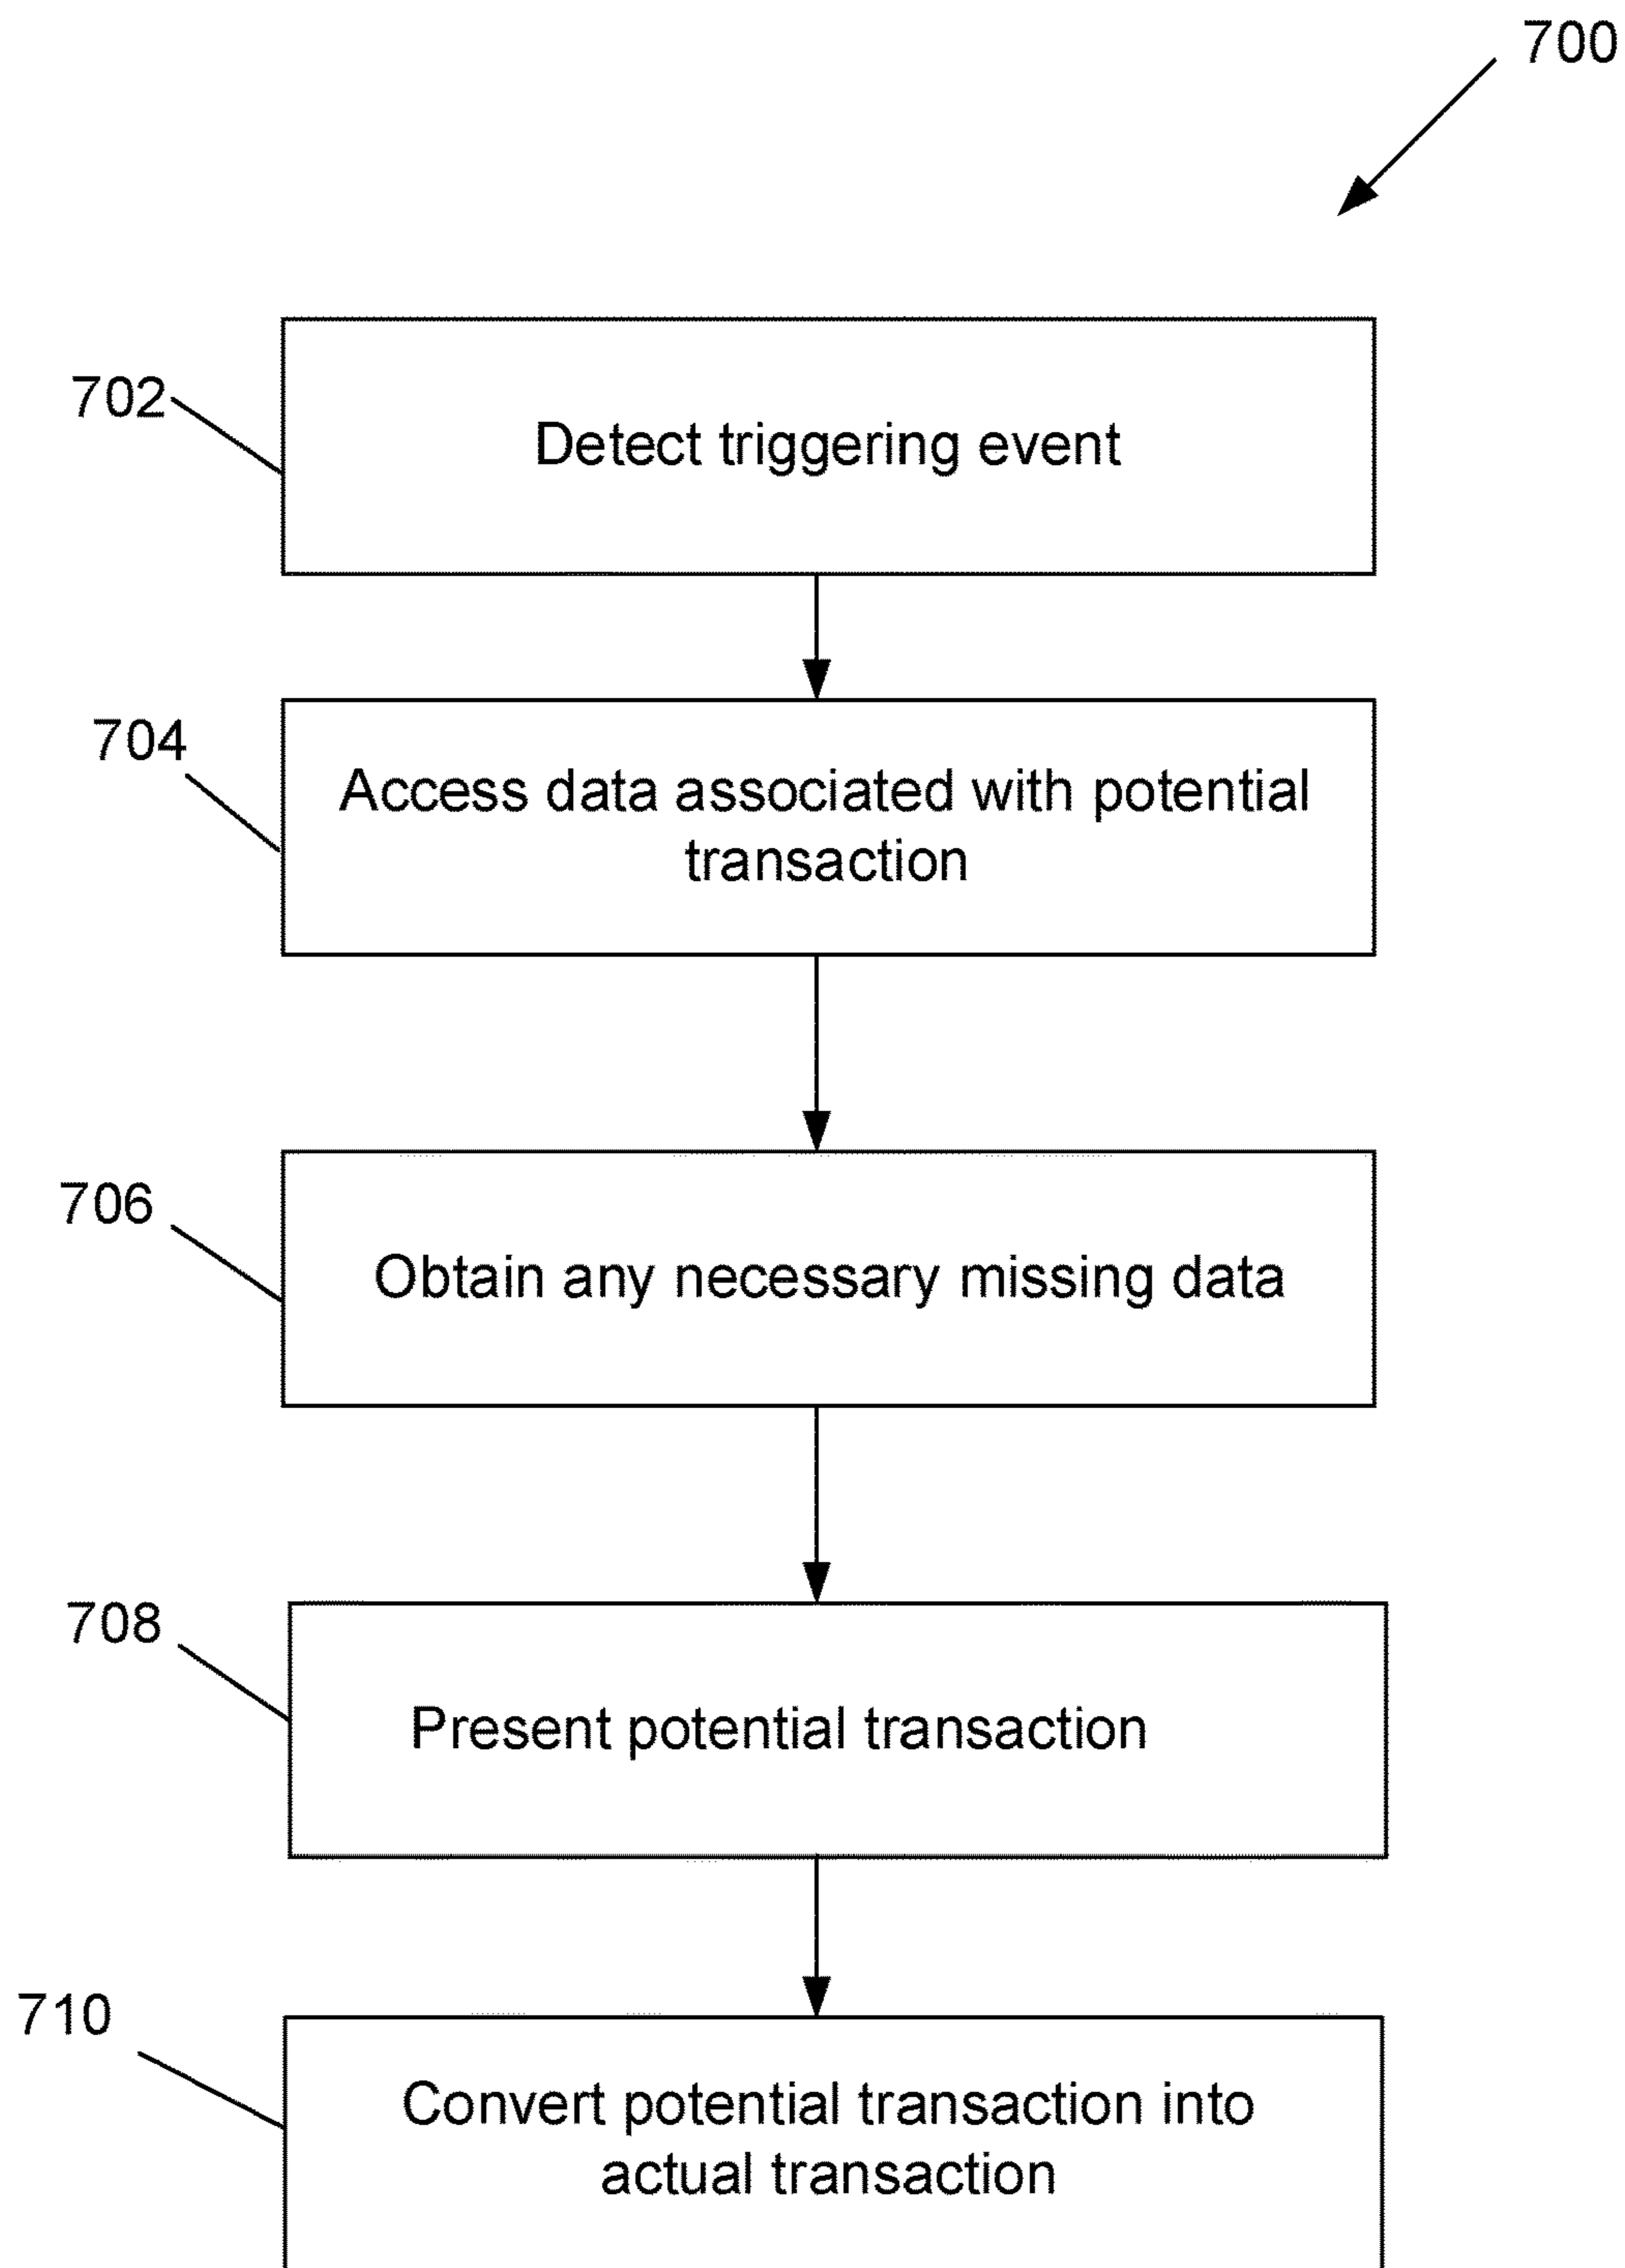 700
702
Detect triggering event
704
Access data associated with potential
transaction
706
Obtain any necessary missing data
708
Present potential transaction
710
Convert potential transaction into
actual transaction